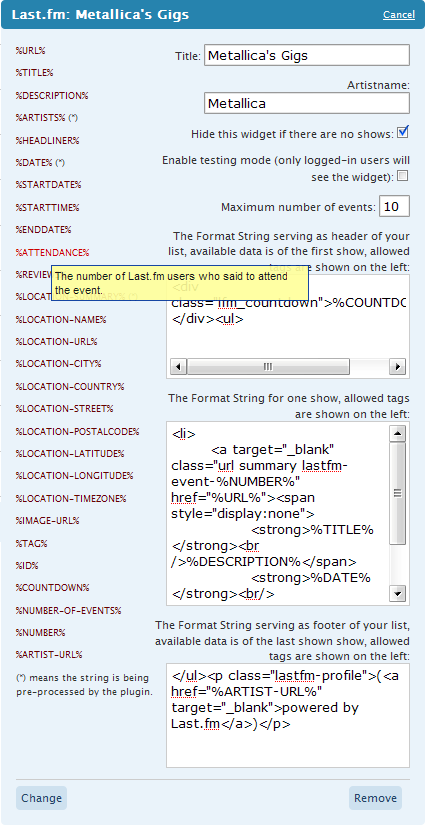 Last.fm: Metallica's Gigs
Cancel
%URL%
%TITLE%
%DESCRIPTION%
%ARTISTS% (*)
%HEADLINER%
%DATE% (*)
%STARTDATE%
%STARTTIME%
%ENDDATE%
%ATTENDANCE%
%REVIEW
%LOCATION-NAME%
%LOCATION-URL%
%LOCATION-CITY%
%LOCATION-COUNTRY%
%LOCATION-STREET%
%LOCATION-POSTALCODE%
%LOCATION-LATITUDE%
%LOCATION-LONGITUDE%
%LOCATION-TIMEZONE%
%IMAGE-URL%
%TAG%
%ID%
%COUNTDOWN%
%NUMBER-OF-EVENTS%
%NUMBER%
%ARTIST-URL%
(*) means the string is being
pre-processed by the plugin.
The number of Last.fm users who said to attend
the event.
Title: Metallica's Gigs
Artistname:
Metallica
Hide this widget if there are no shows:
Enable testing mode (only logged-in users will
see the widget):
Maximum number of events: 10
The Format String serving as header of your
list, available data is of the first show, allowed
are shown on the left:
<div
class="lfm_countdown">%COUNTDO
</div><ul>
The Format String for one show, allowed tags
are shown on the left:
<li>
<a target="_blank"
class="url summary lastfm-
event-%NUMBER%"
href="%URL%"><span
style="display:none">
<strong>%TITLE%
</strong><br
/>%DESCRIPTION%</span>
<strong>%DATE%
</strong><br/>
The Format String serving as footer of your list,
available data is of the last shown show, allowed
tags are shown on the left:
</ul><p class="lastfm-profile">(<a
href="%ARTIST-URL%"
target="_blank">powered by
Last.fm</a>)</p>
Change
Remove